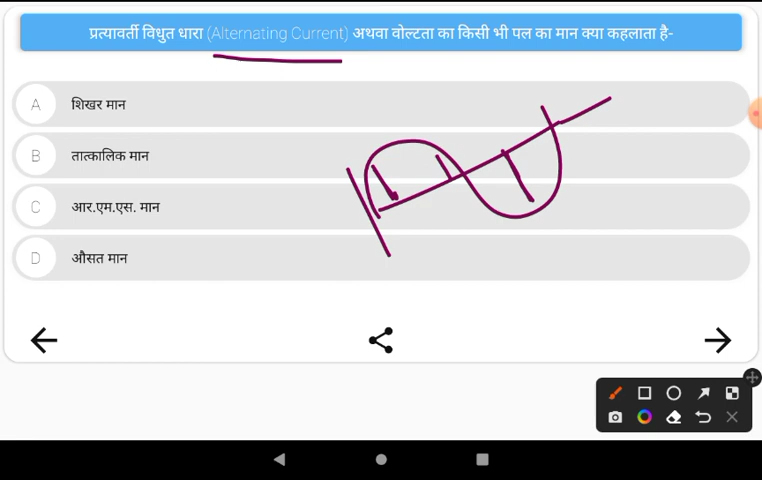 प्रत्यावर्ती विधुत धारा (Alternating Current) अथवा वोल्टता का किसी भी पल का मान क्या कहलाता है-
A शिखर मान
B तात्कालिक मान
C आर.एम.एस. मान
D औसत मान